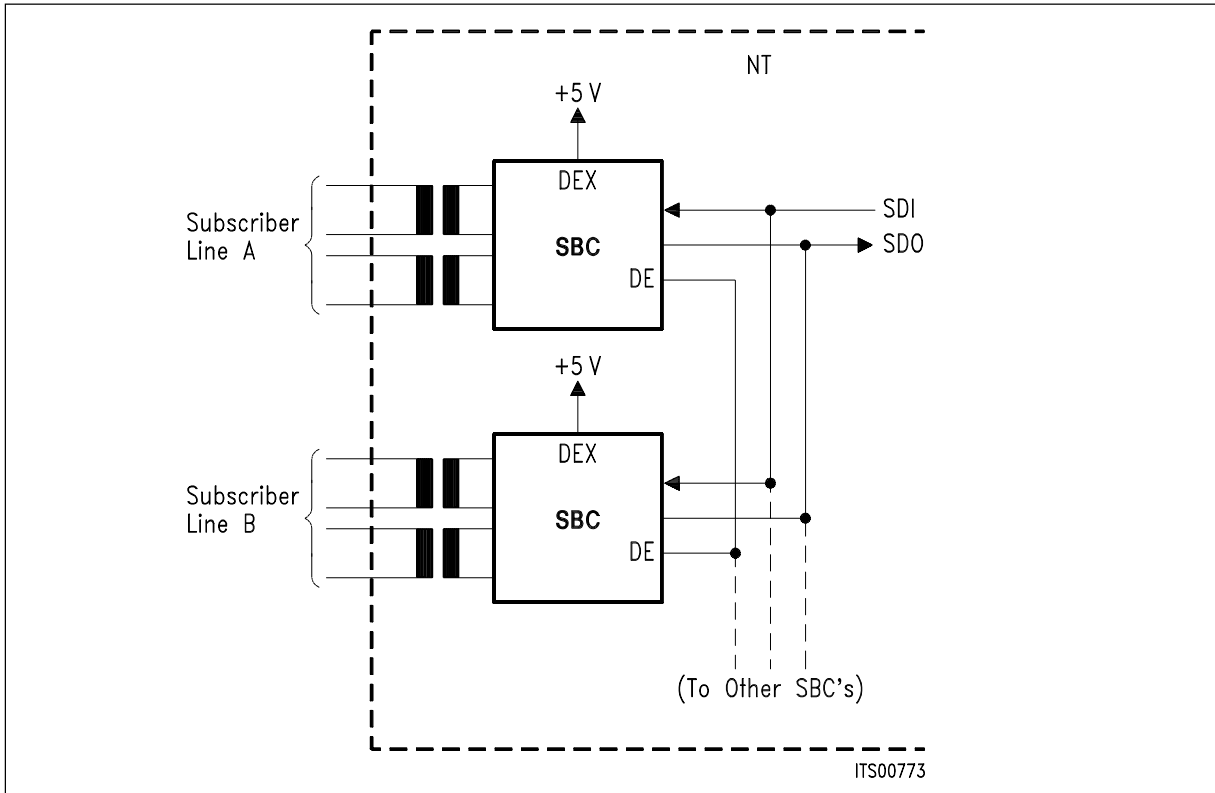 NT
+5 V
DEX
SBC
DE
SDI
SDO
Subscriber
Line A
+5 V
DEX
SBC
DE
Subscriber
Line B
(To Other SBC's)
ITS00773